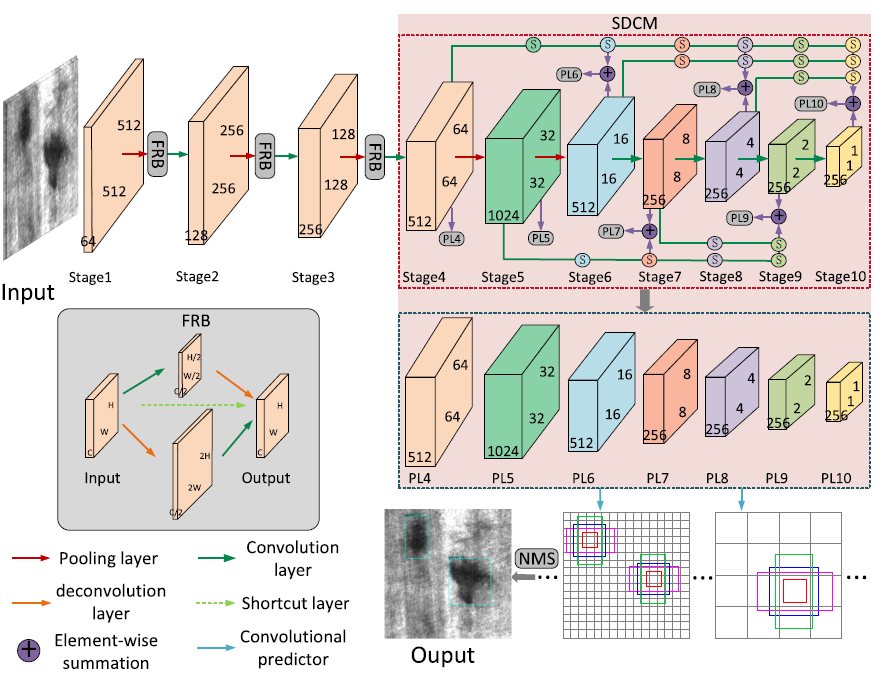 SDCM
S S S S S S
PL6 + S S S S
PL8 + S S
PL10 +
512
512
64
FRB
256
256
128
FRB
128
128
256
FRB
64
64
512
32
32
1024
16
16
512
8
8
256
4
4
256
2
2
256
1
1
256
PL4
PL5
PL7 +
PL9 +
S S
S S S S
Stage1
Stage2
Stage3
Stage4
Stage5
Stage6
Stage7
Stage8
Stage9
Stage10
Input
FRB
H/2
W/2
C/2
H
W
C
2H
2W
C/2
H
W
C
Input
Output
64
64
512
32
32
1024
16
16
512
8
8
256
4
4
256
2
2
256
1
1
256
PL4
PL5
PL6
PL7
PL8
PL9
PL10
NMS
...
...
...
Ouput
Pooling layer
Convolution
layer
deconvolution
layer
Shortcut layer
+
Element-wise
summation
Convolutional
predictor